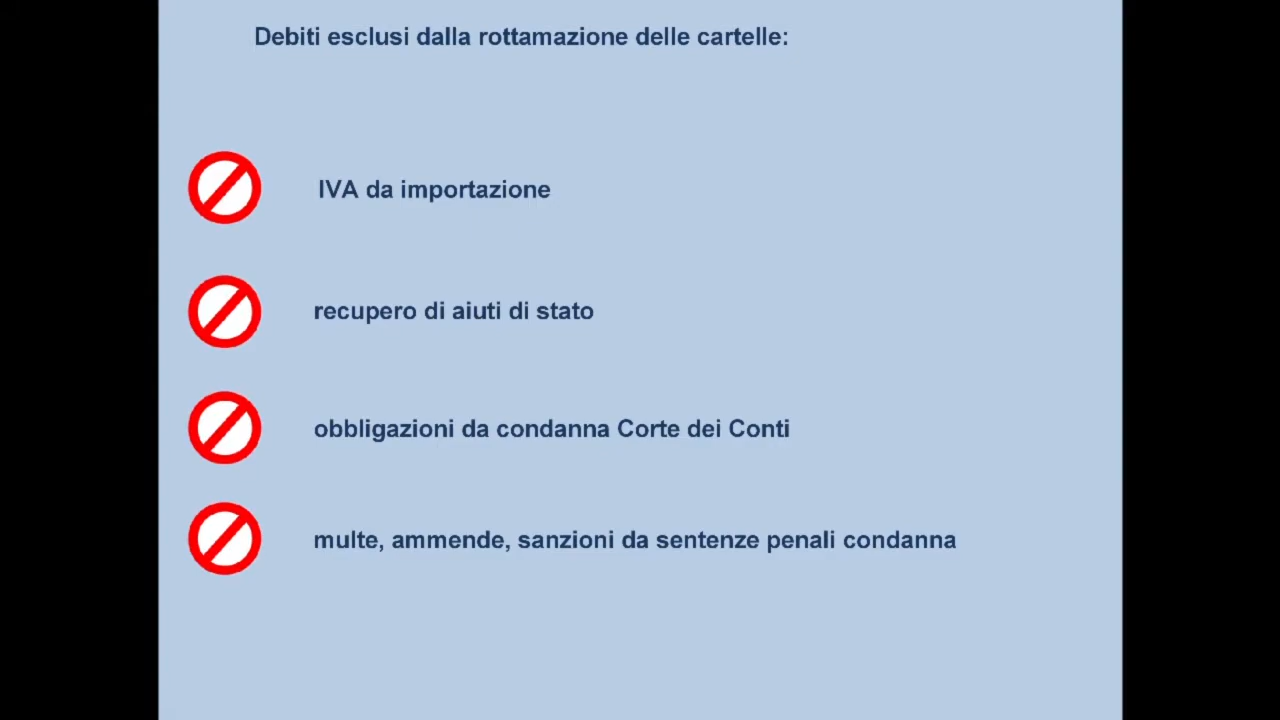 Debiti esclusi dalla rottamazione delle cartelle:
IVA da importazione
recupero di aiuti di stato
obbligazioni da condanna Corte dei Conti
multe, ammende, sanzioni da sentenze penali condanna